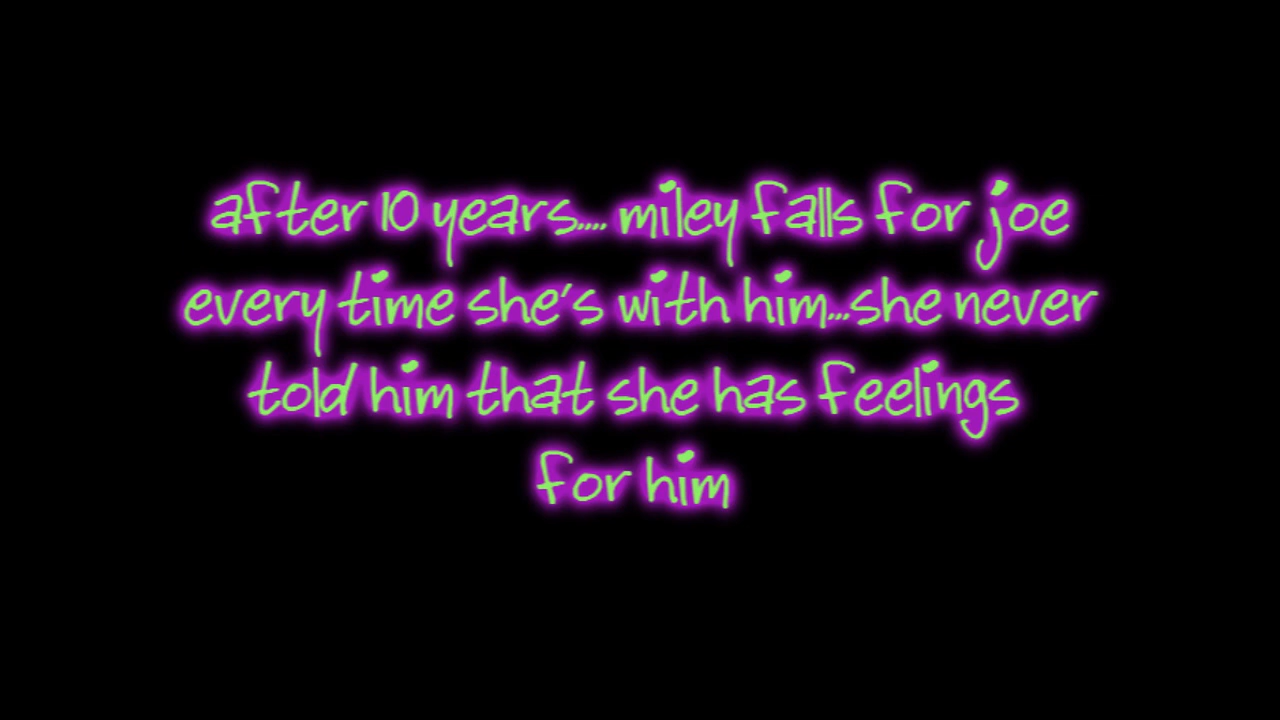 after 10 years.... miley falls for joe
every time she's with him...she never
told him that she has feelings
for him